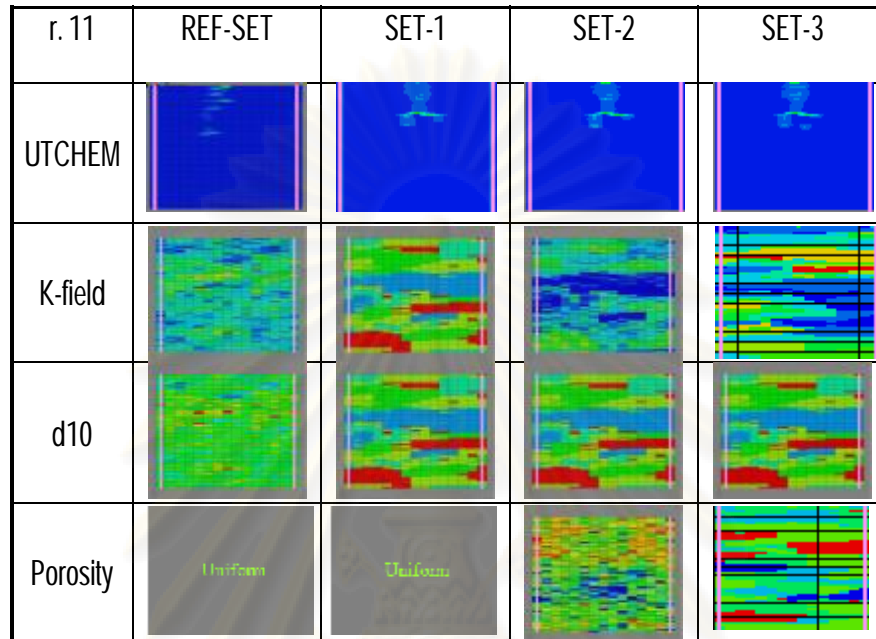 r. 11 REF-SET SET-1 SET-2 SET-3
UTCHEM
K-field
d10
Porosity Uniform Uniform